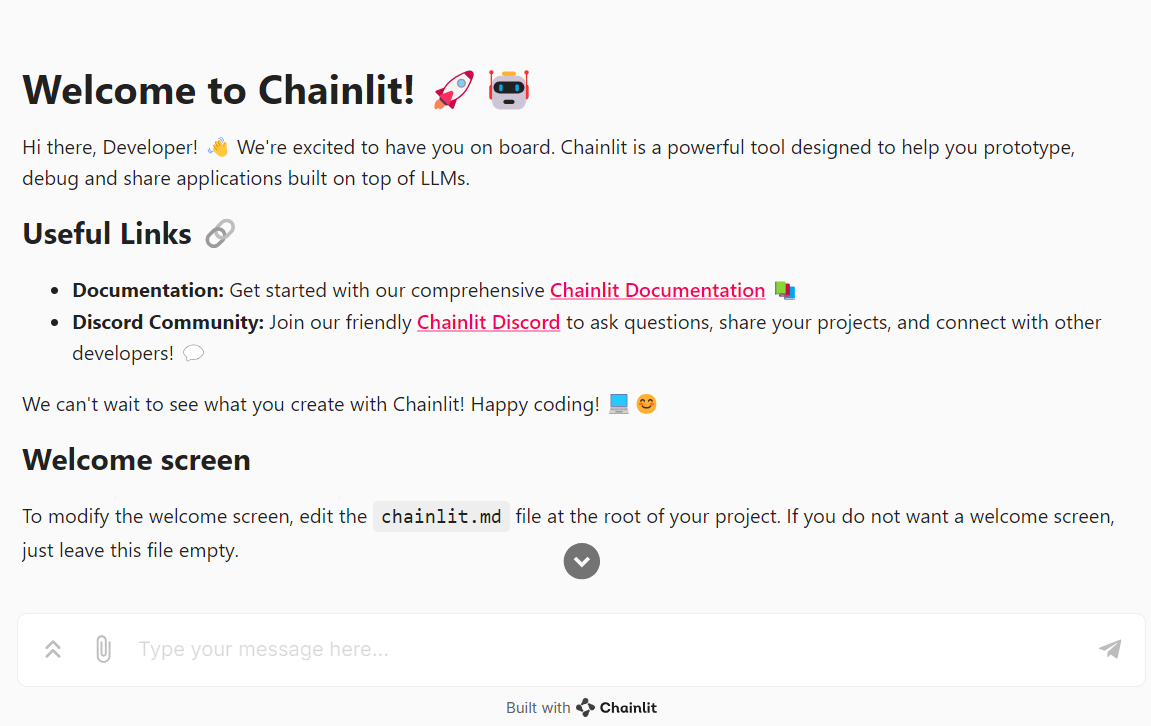 Welcome to Chainlit! 🚀🤖
Hi there, Developer! 👋 We're excited to have you on board. Chainlit is a powerful tool designed to help you prototype,
debug and share applications built on top of LLMs.
Useful Links 🔗
• Documentation: Get started with our comprehensive Chainlit Documentation 📚
• Discord Community: Join our friendly Chainlit Discord to ask questions, share your projects, and connect with other
developers! 💬
We can't wait to see what you create with Chainlit! Happy coding! 💻😊
Welcome screen
To modify the welcome screen, edit the chainlit.md file at the root of your project. If you do not want a welcome screen,
just leave this file empty.
Type your message here...
Built with Chainlit